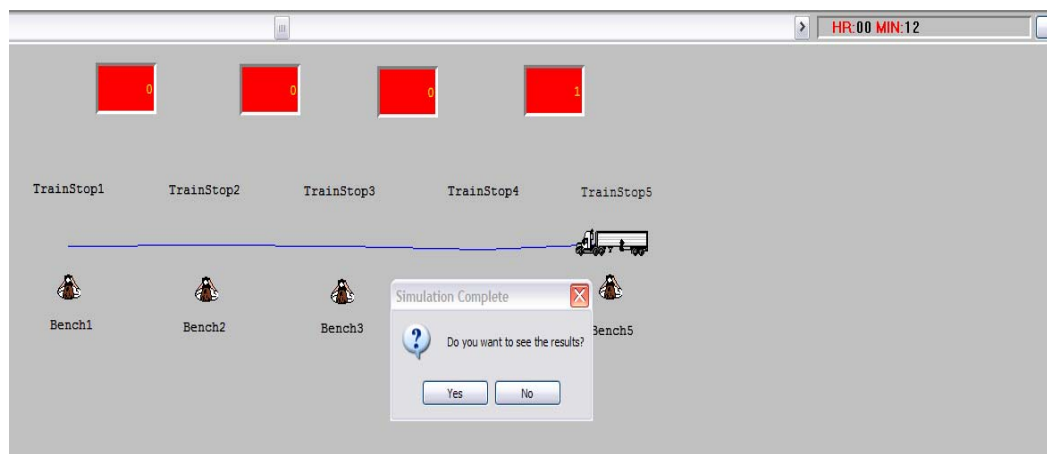 HR:00 MIN:12
0 0 0 1
TrainStop1 TrainStop2 TrainStop3 TrainStop4 TrainStop5
Bench1 Bench2 Bench3 Bench5
Simulation Complete
Do you want to see the results?
Yes No